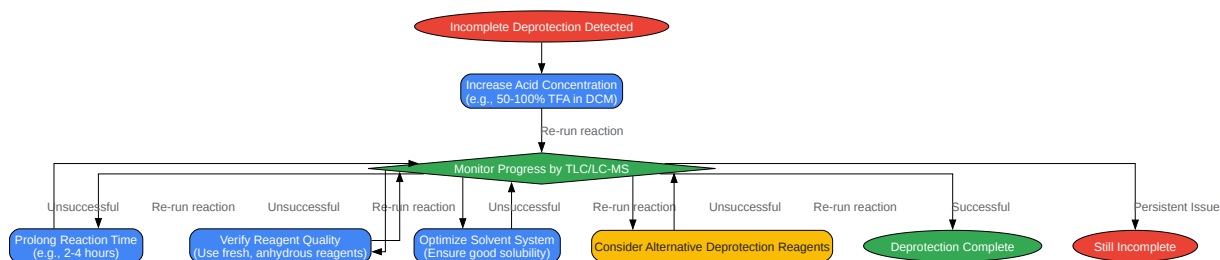 Incomplete Deprotection Detected
Increase Acid Concentration
(e.g., 50-100% TFA in DCM)
Re-run reaction
Monitor Progress by TLC/LC-MS
Unsuccessful
Re-run reaction
Unsuccessful
Re-run reaction
Unsuccessful
Re-run reaction
Unsuccessful
Re-run reaction
Successful
Persistent Issue
Prolong Reaction Time
(e.g., 2-4 hours)
Verify Reagent Quality
(Use fresh, anhydrous reagents)
Optimize Solvent System
(Ensure good solubility)
Consider Alternative Deprotection Reagents
Deprotection Complete
Still Incomplete